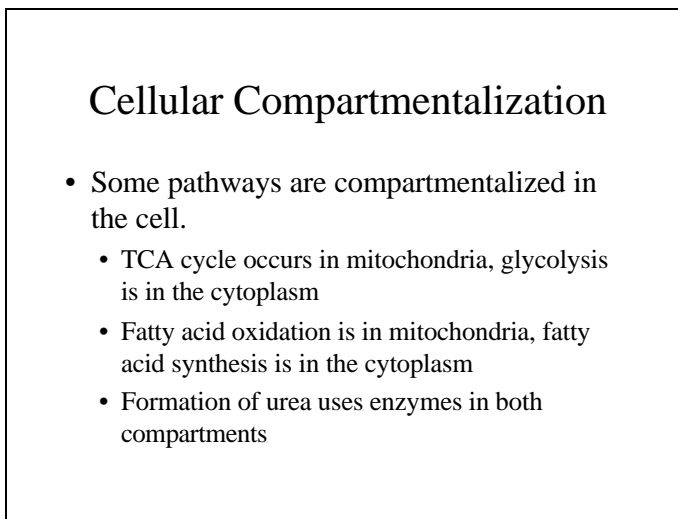 Cellular Compartmentalization
• Some pathways are compartmentalized in
the cell.
• TCA cycle occurs in mitochondria, glycolysis
is in the cytoplasm
• Fatty acid oxidation is in mitochondria, fatty
acid synthesis is in the cytoplasm
• Formation of urea uses enzymes in both
compartments